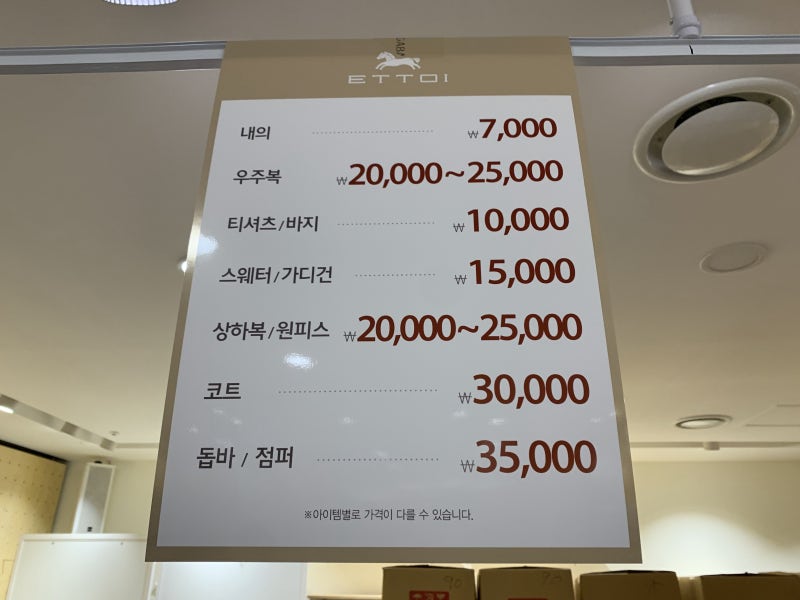 ETTOI
내의 ₩7,000
우주복 ₩20,000~25,000
티셔츠/바지 ₩10,000
스웨터/가디건 ₩15,000
상하복/원피스 ₩20,000~25,000
코트 ₩30,000
돕바 / 점퍼 ₩35,000
※아이템별로 가격이 다를 수 있습니다.
90